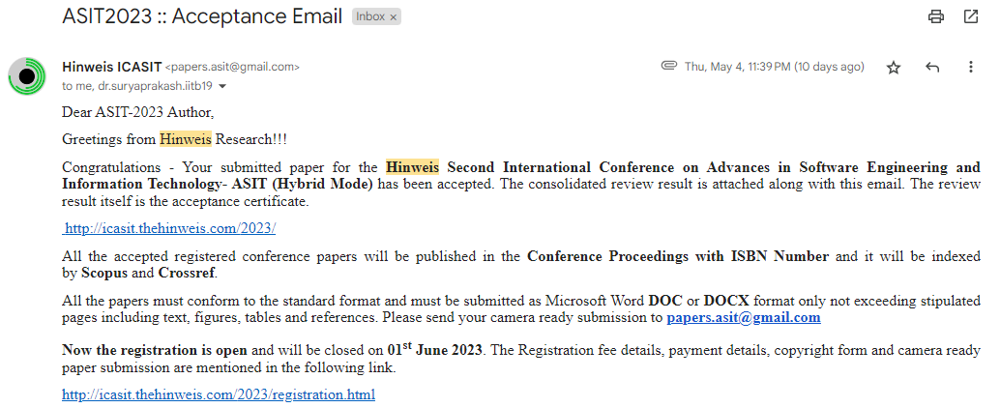 ASIT2023 :: Acceptance Email Inbox ×
Hinweis ICASIT <papers.asit@gmail.com> Thu, May 4, 11:39 PM (10 days ago)
to me, dr.suryaprakash.iitb19
Dear ASIT-2023 Author,
Greetings from Hinweis Research!!!
Congratulations - Your submitted paper for the Hinweis Second International Conference on Advances in Software Engineering and
Information Technology- ASIT (Hybrid Mode) has been accepted. The consolidated review result is attached along with this email. The review
result itself is the acceptance certificate.
http://icasit.thehinweis.com/2023/
All the accepted registered conference papers will be published in the Conference Proceedings with ISBN Number and it will be indexed
by Scopus and Crossref.
All the papers must conform to the standard format and must be submitted as Microsoft Word DOC or DOCX format only not exceeding stipulated
pages including text, figures, tables and references. Please send your camera ready submission to papers.asit@gmail.com
Now the registration is open and will be closed on 01st June 2023. The Registration fee details, payment details, copyright form and camera ready
paper submission are mentioned in the following link.
http://icasit.thehinweis.com/2023/registration.html